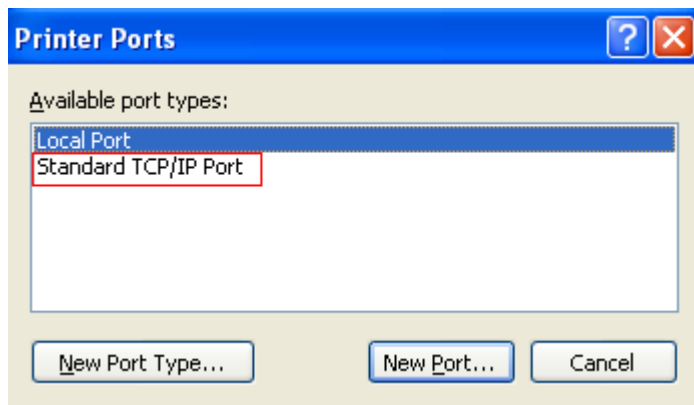 Printer Ports
?
Available port types:
Local Port
Standard TCP/IP Port
New Port Type... New Port... Cancel